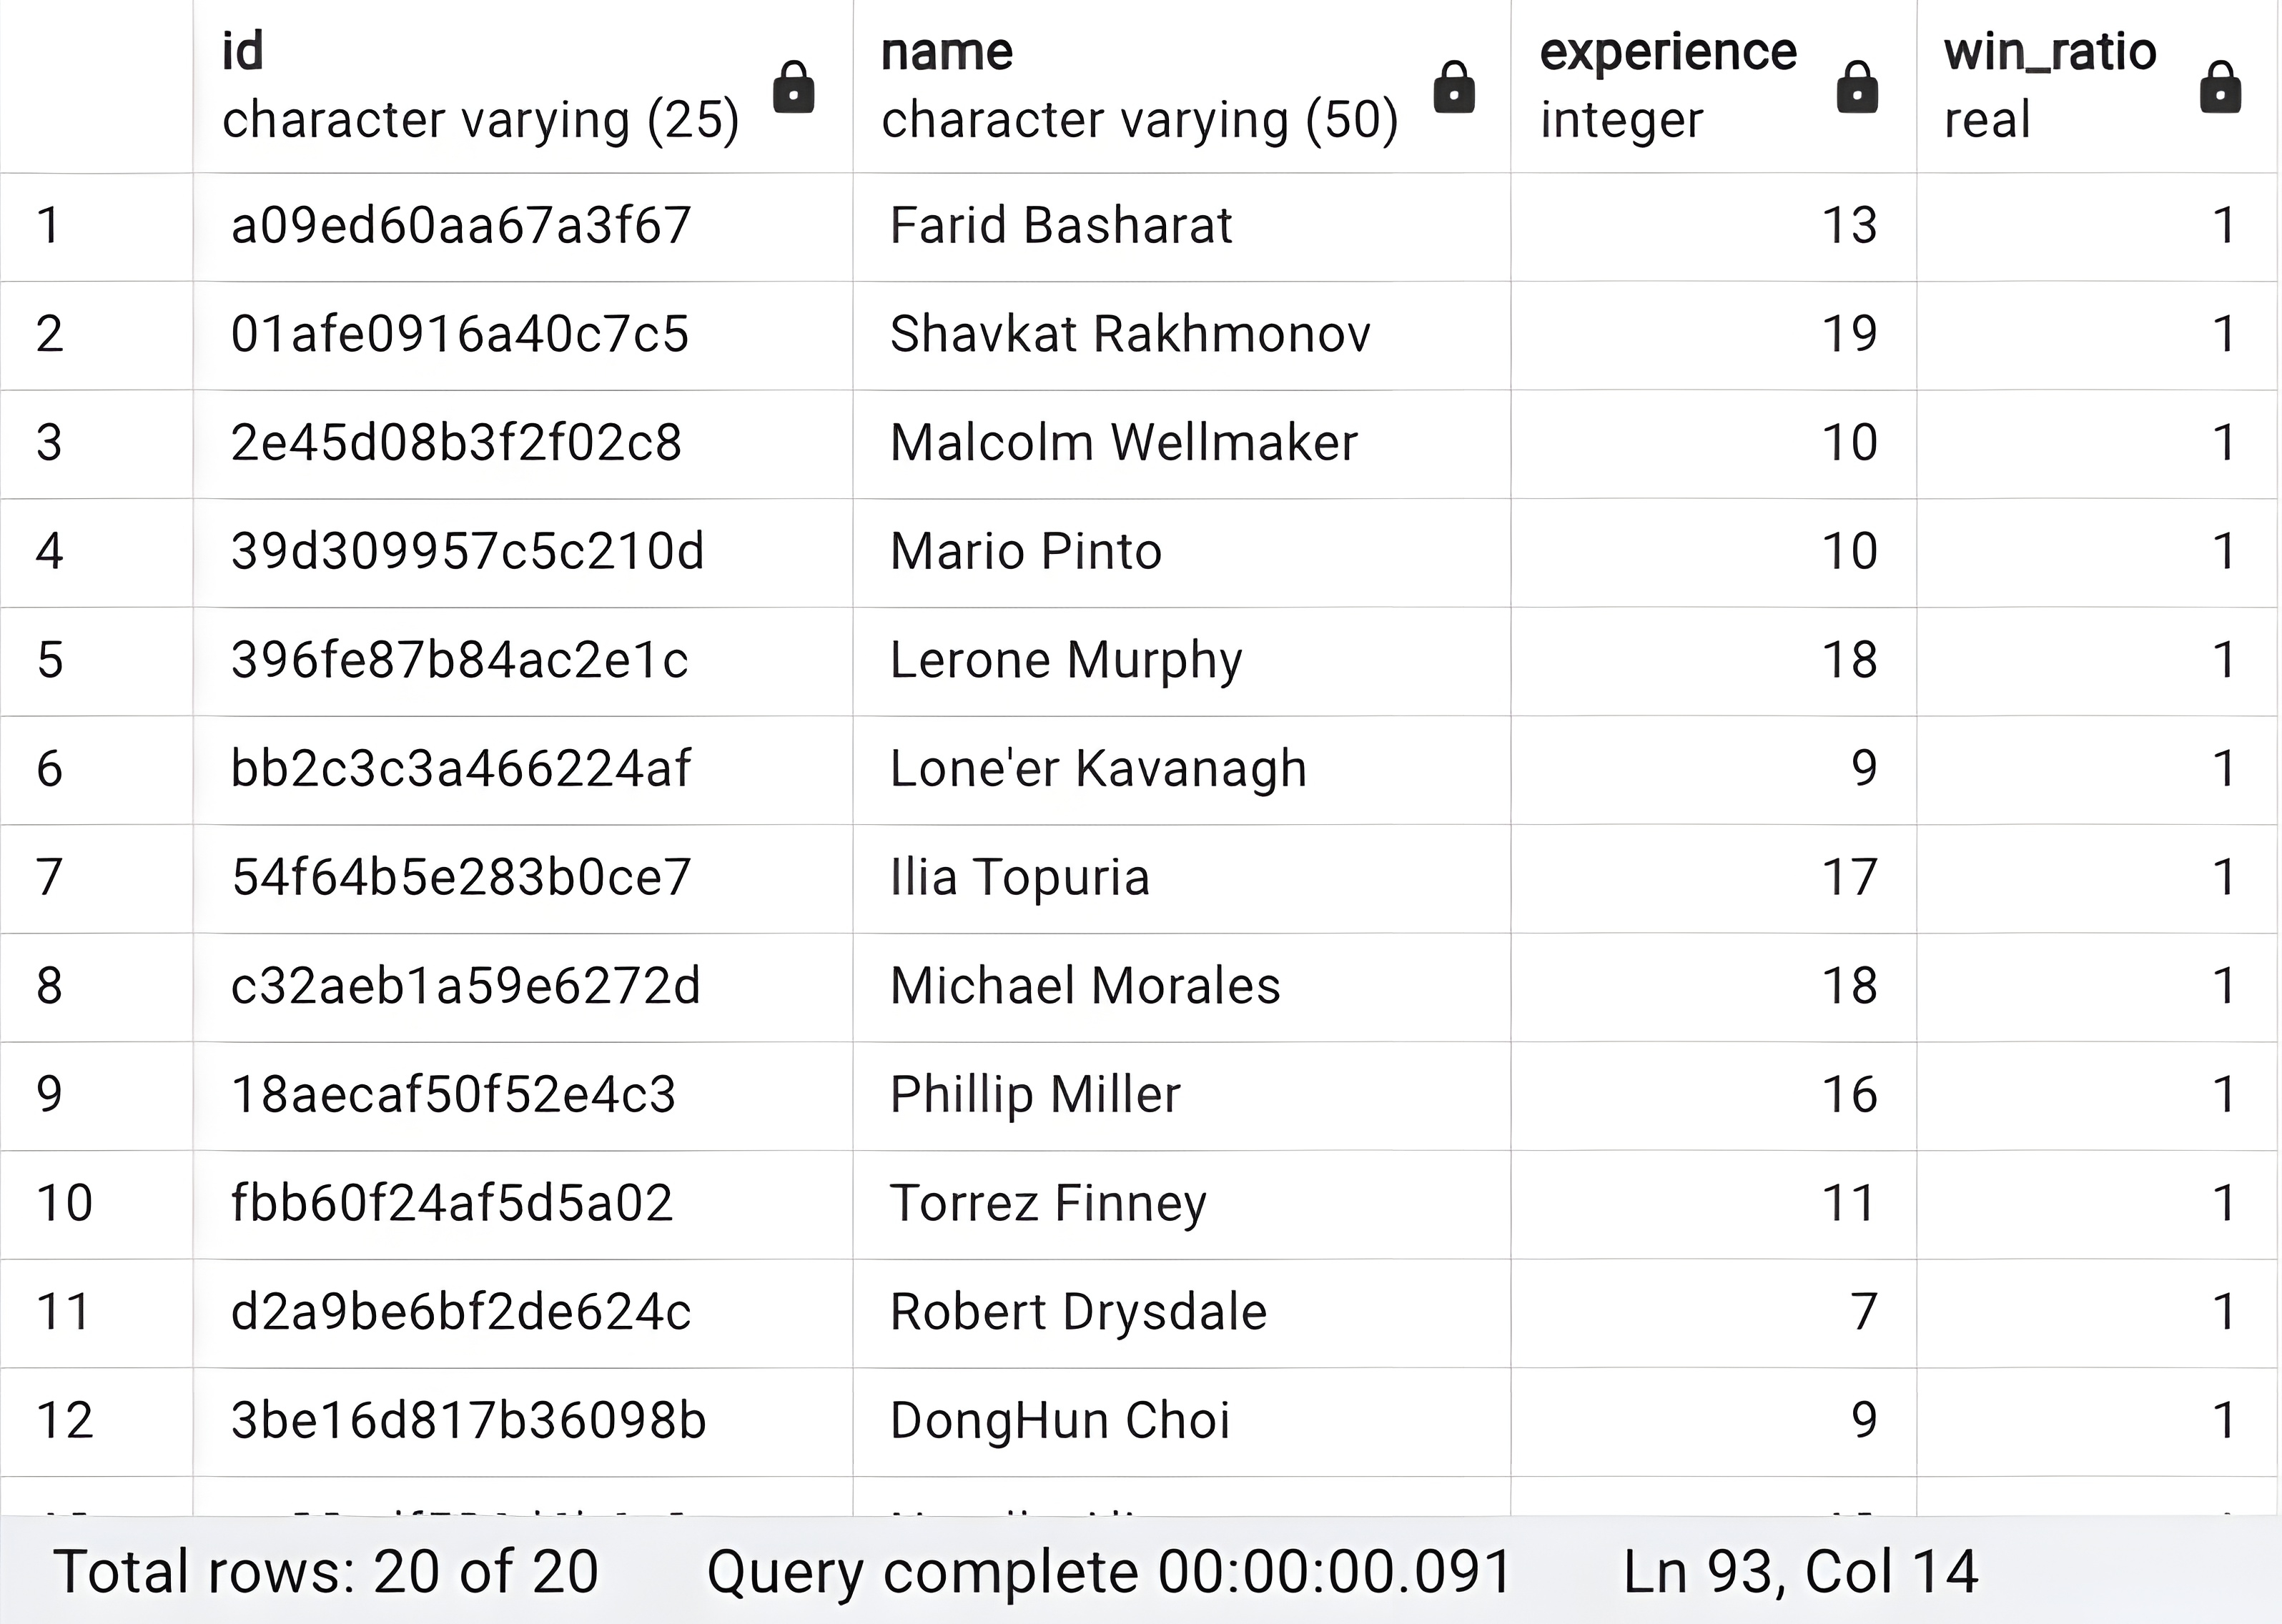 id name experience win_ratio
character varying (25) character varying (50) integer real
1 a09ed60aa67a3f67 Farid Basharat 13 1
2 01afe0916a40c7c5 Shavkat Rakhmonov 19 1
3 2e45d08b3f2f02c8 Malcolm Wellmaker 10 1
4 39d309957c5c210d Mario Pinto 10 1
5 396fe87b84ac2e1c Lerone Murphy 18 1
6 bb2c3c3a466224af Lone'er Kavanagh 9 1
7 54f64b5e283b0ce7 Ilia Topuria 17 1
8 c32aeb1a59e6272d Michael Morales 18 1
9 18aecaf50f52e4c3 Phillip Miller 16 1
10 fbb60f24af5d5a02 Torrez Finney 11 1
11 d2a9be6bf2de624c Robert Drysdale 7 1
12 3be16d817b36098b DongHun Choi 9 1
Total rows: 20 of 20 Query complete 00:00:00.091 Ln 93, Col 14